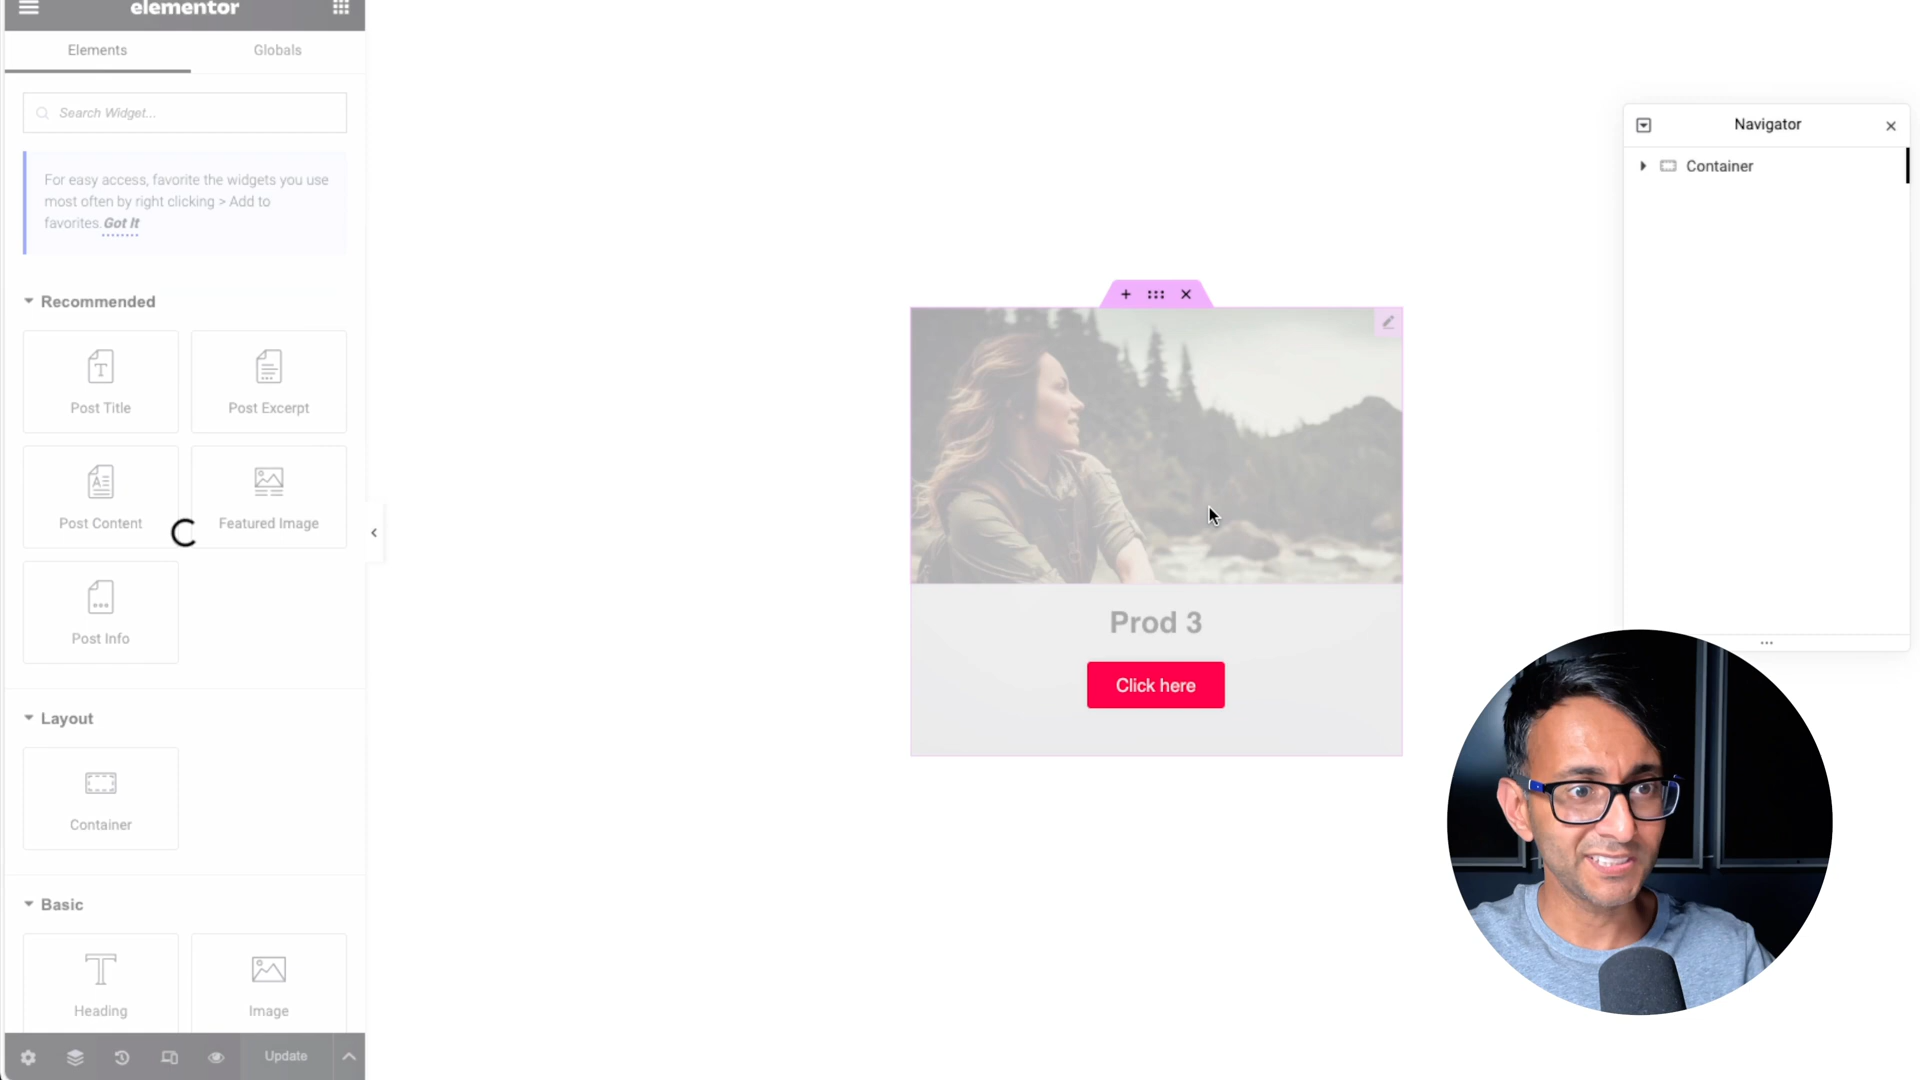 elementor
Elements
Globals
Search Widget...
For easy access, favorite the widgets you use
most often by right clicking > Add to
favorites. Got It
Recommended
Post Title
Post Excerpt
Post Content
Featured Image
Post Info
Layout
Container
Basic
Heading
Image
Update
Prod 3
Click here
Navigator
Container